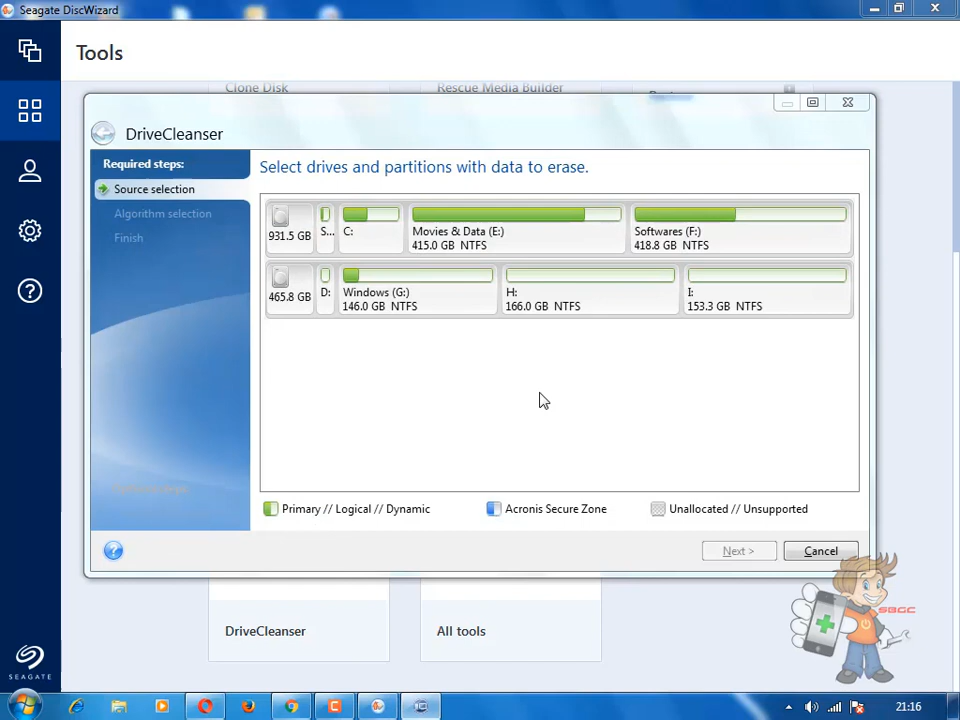 Seagate DiscWizard
Tools
Clone Disk
Rescue Media Builder
DriveCleanser
Required steps:
Source selection
Algorithm selection
Finish
Select drives and partitions with data to erase.
931.5 GB
S...
C:
Movies & Data (E:)
415.0 GB NTFS
Softwares (F:)
418.8 GB NTFS
465.8 GB
D:
Windows (G:)
146.0 GB NTFS
H:
166.0 GB NTFS
I:
153.3 GB NTFS
Primary // Logical // Dynamic
Acronis Secure Zone
Unallocated // Unsupported
Next >
Cancel
DriveCleanser
All tools
SBGC
SEAGATE
21:16